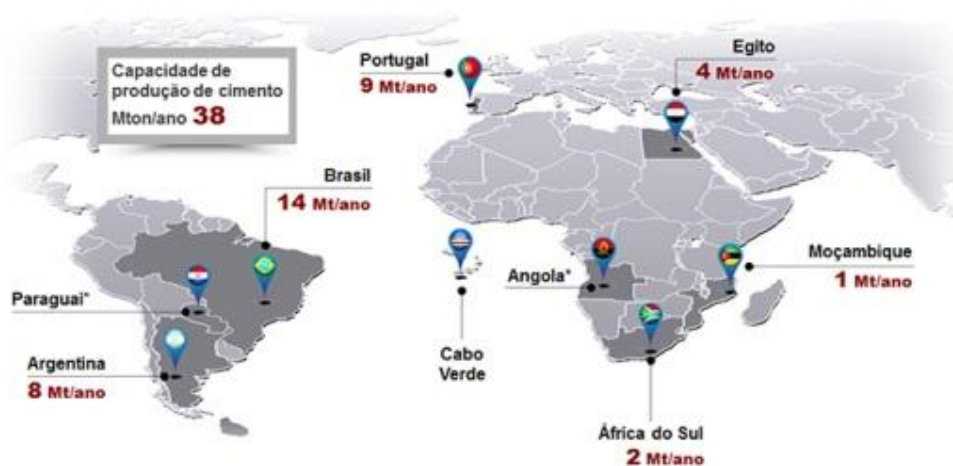 Capacidade de
produção de cimento
Mton/ano 38
Portugal
9 Mt/ano
Egito
4 Mt/ano
Brasil
14 Mt/ano
Moçambique
1 Mt/ano
Angola*
Paraguai*
Cabo
Verde
Argentina
8 Mt/ano
África do Sul
2 Mt/ano